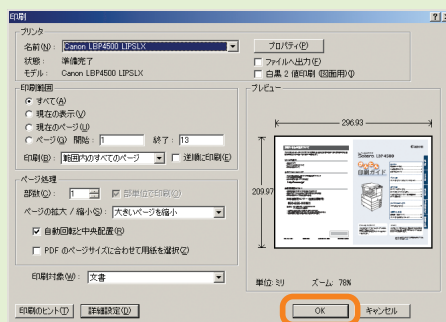 印刷
プリンタ
名前(N): Canon LBP4500 LIPSLX プロパティ(P)
状態: 準備完了 ファイルへ出力(F)
モデル: Canon LBP4500 LIPSLX 白黒 2 値印刷 (図面用)(I)
印刷範囲 プレビュー
すべて(A)
現在の表示(V)
現在のページ(U)
ページ(G) 開始: 1 終了: 13
印刷(B): 範囲内のすべてのページ 逆順に印刷(E)
296.93
209.97
Canon
Satera LBP4500
印刷ガイド
ページ処理
部数(C): 1 部単位で印刷(O)
ページの拡大 / 縮小(S): 大きいページを縮小
自動回転と中央配置(R)
PDF のページサイズに合わせて用紙を選択(Z)
印刷対象(W): 文書
単位: ミリ ズーム: 78%
印刷のヒント(T) 詳細設定(D) OK キャンセル